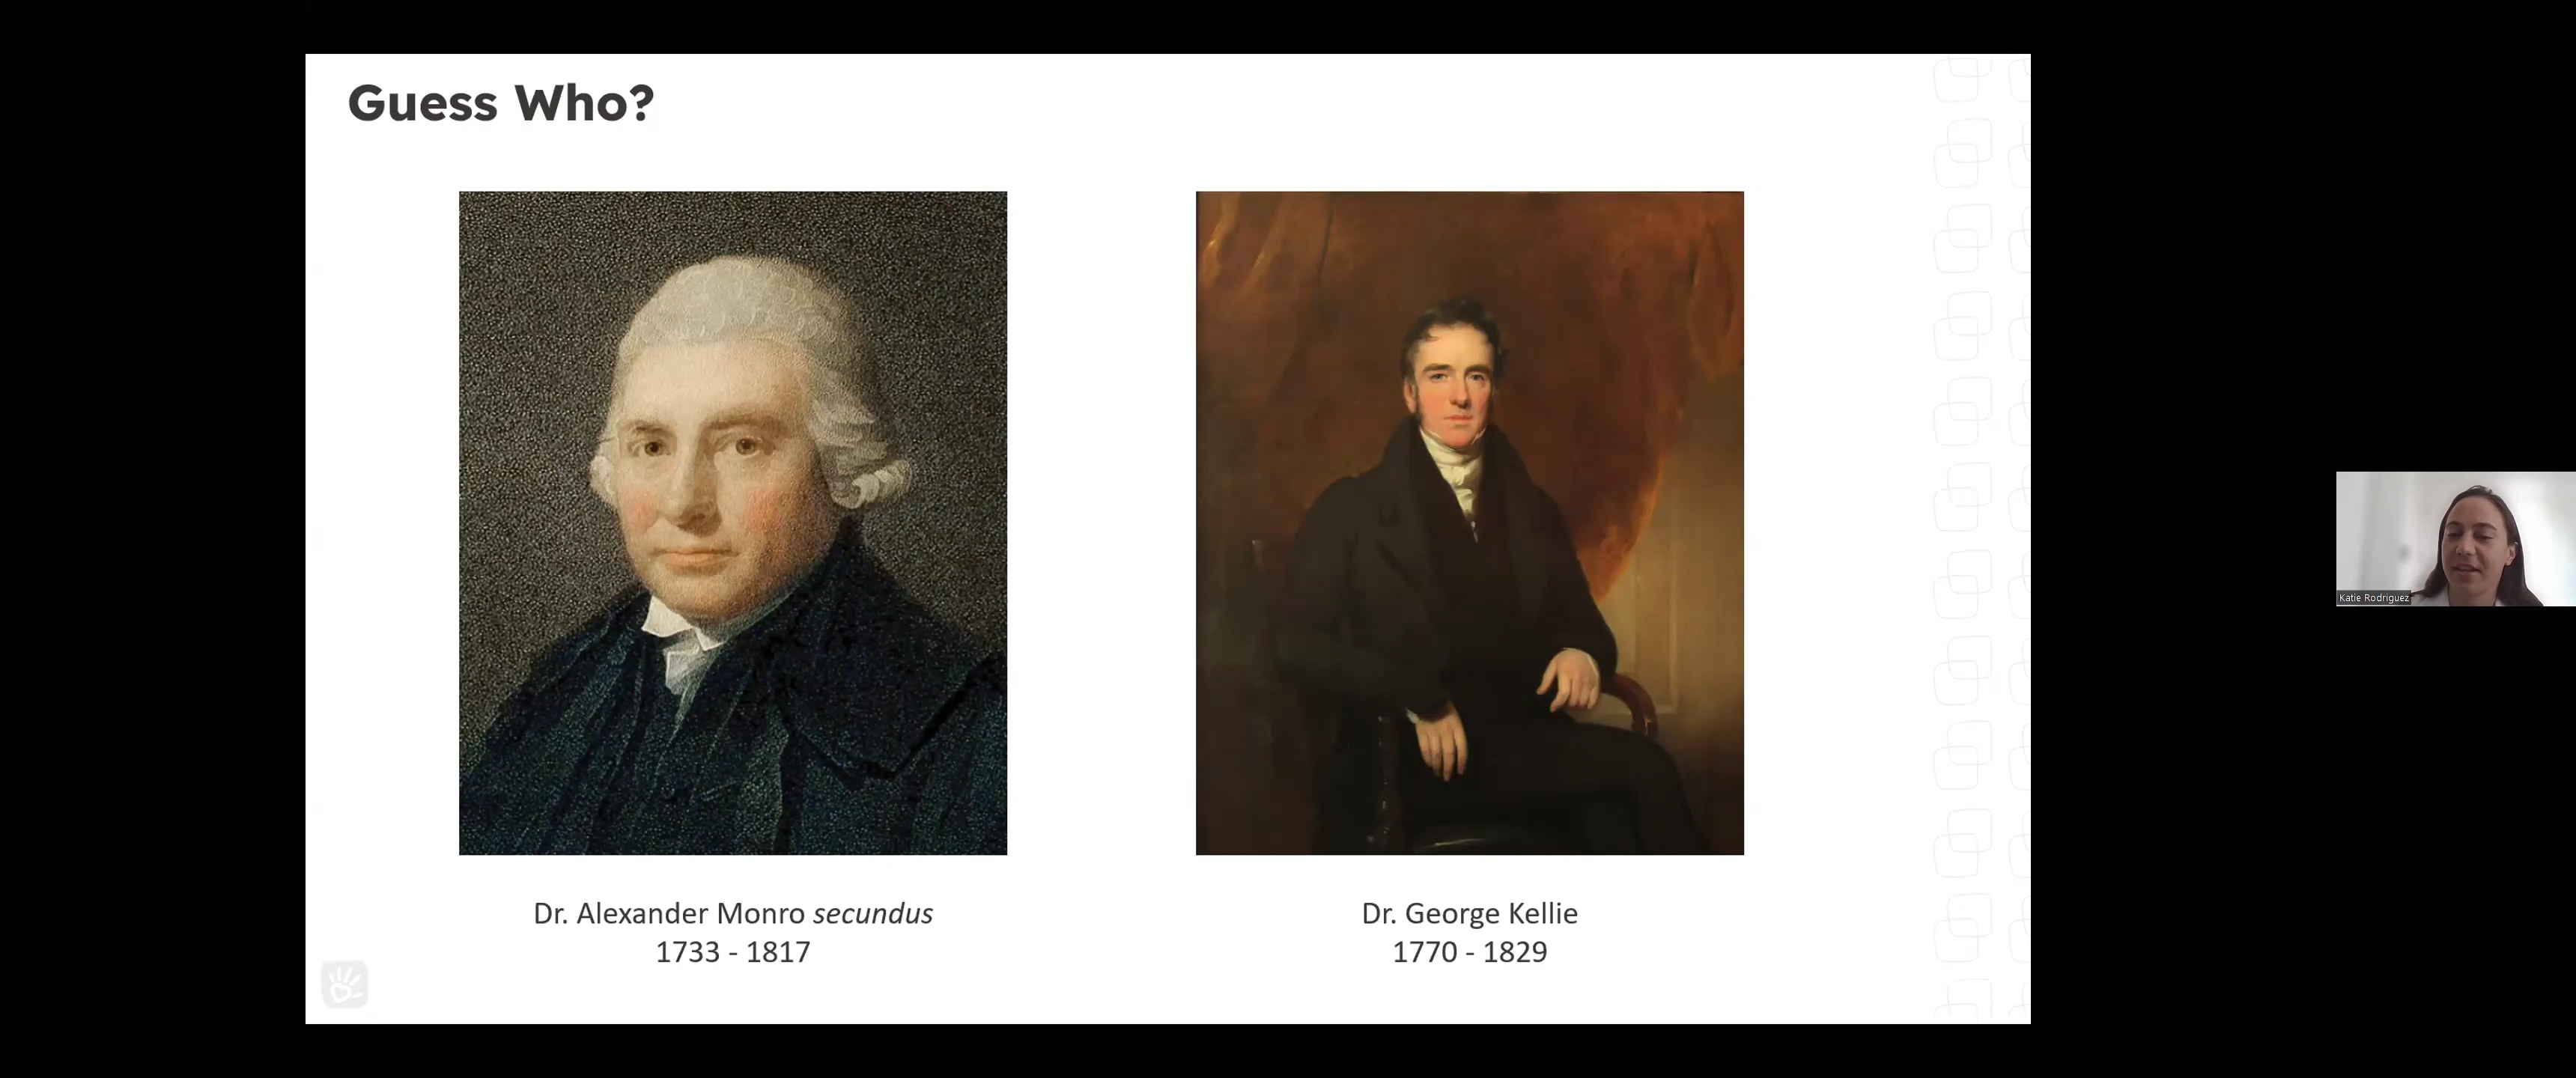 Guess Who?
Dr. Alexander Monro secundus
1733 - 1817
Dr. George Kellie
1770 - 1829
Katie Rodriguez